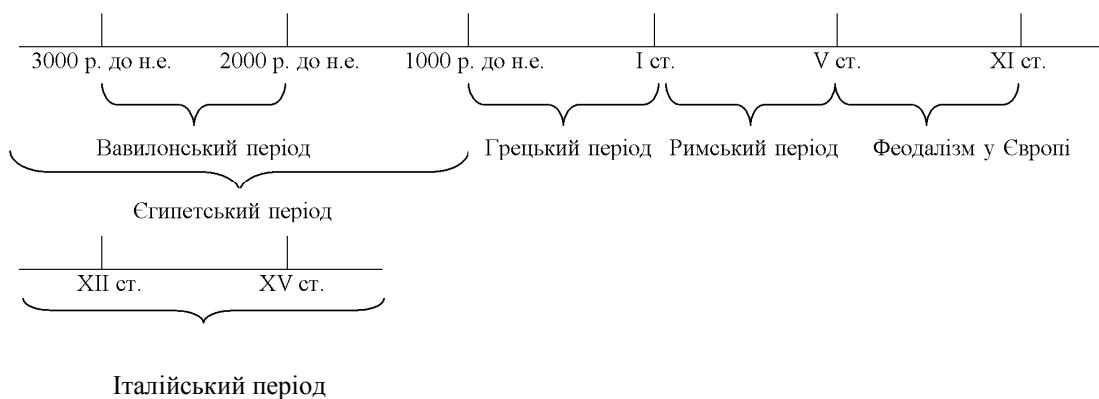 3000 р. до н.е. 2000 р. до н.е. 1000 р. до н.е. I ст. V ст. XI ст.
Вавилонський період Грецький період Римський період Феодалізм у Європі
Єгипетський період
XII ст. XV ст.
Італійський період